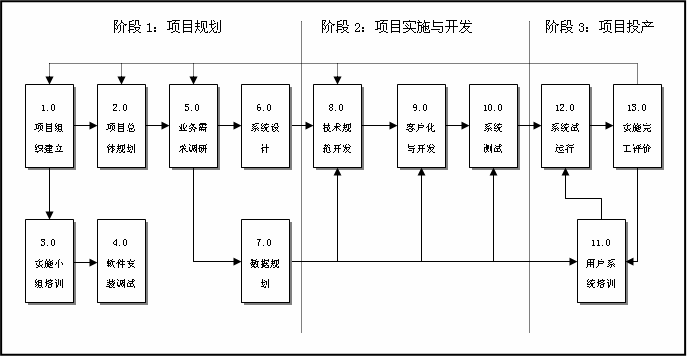 阶段 1：项目规划
阶段 2：项目实施与开发
阶段 3：项目投产
1.0
项目组
织建立
2.0
项目总
体规划
5.0
业务需
求调研
6.0
系统设
计
8.0
技术规
范开发
9.0
客户化
与开发
10.0
系统
测试
12.0
系统试
运行
13.0
实施完
工评价
3.0
实施小
组培训
4.0
软件安
装调试
7.0
数据规
划
11.0
用户系
统培训